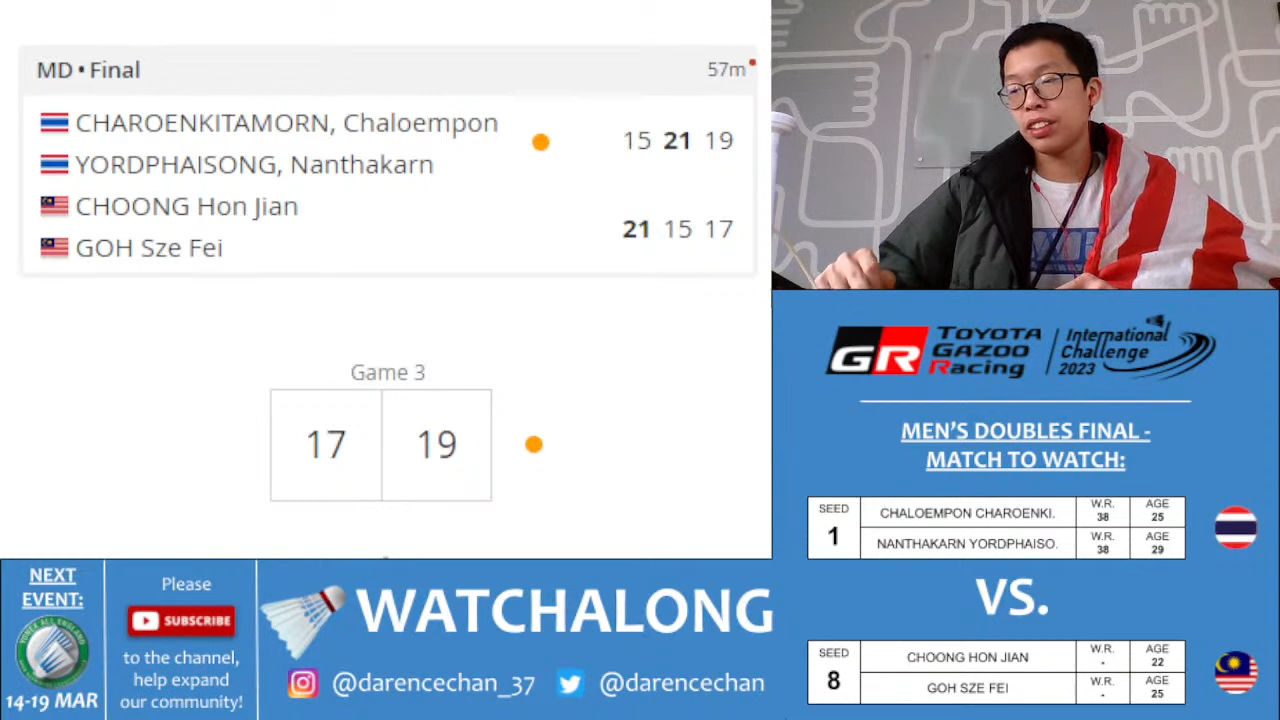 MD • Final
57m
CHAROENKITAMORN, Chaloempon
YORDPHAISONG, Nanthakarn
15 21 19
CHOONG Hon Jian
GOH Sze Fei
21 15 17
Game 3
17 19
GR TOYOTA GAZOO Racing
International Challenge 2023
MEN'S DOUBLES FINAL -
MATCH TO WATCH:
SEED
1
CHALOEMPON CHAROENKI.
W.R.
38
AGE
25
NANTHAKARN YORDPHAISO.
W.R.
38
AGE
29
VS.
SEED
8
CHOONG HON JIAN
W.R.
-
AGE
22
GOH SZE FEI
W.R.
-
AGE
25
NEXT
EVENT:
YONEX ALL ENGLAND
14-19 MAR
Please
SUBSCRIBE
to the channel,
help expand
our community!
WATCHALONG
@darencechan_37
@darencechan